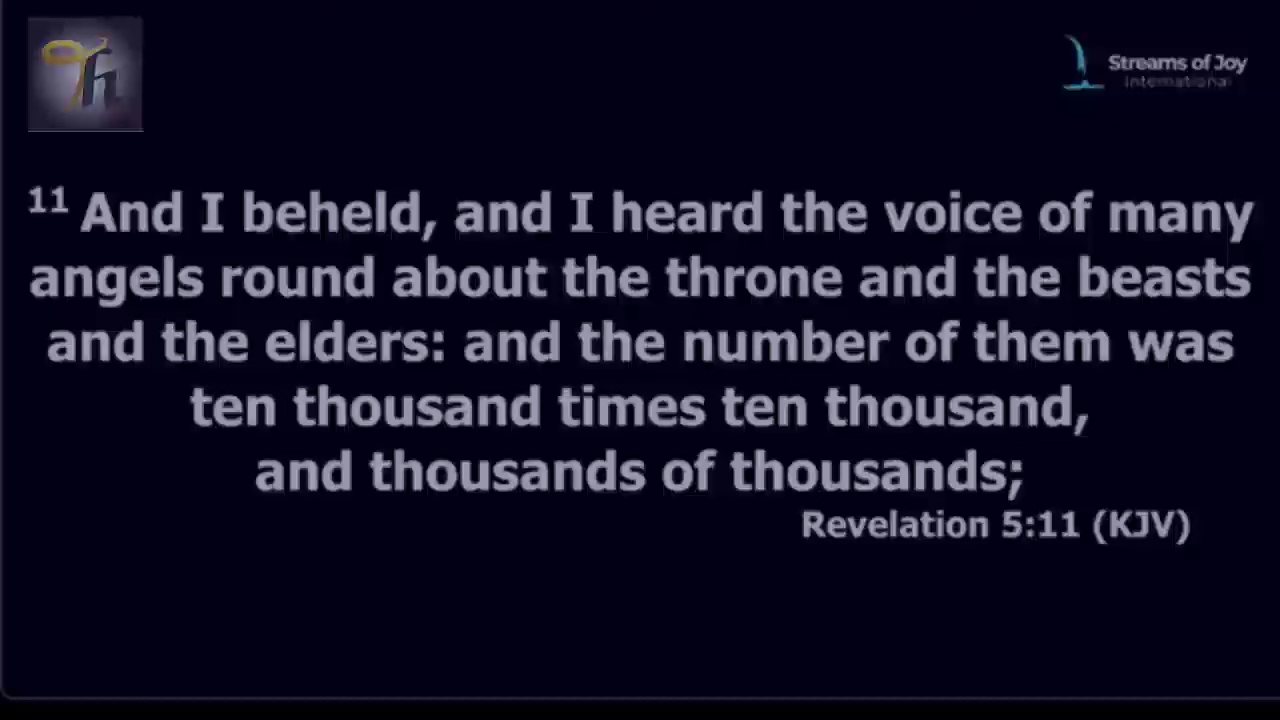 Streams of Joy
International
11 And I beheld, and I heard the voice of many
angels round about the throne and the beasts
and the elders: and the number of them was
ten thousand times ten thousand,
and thousands of thousands;
Revelation 5:11 (KJV)